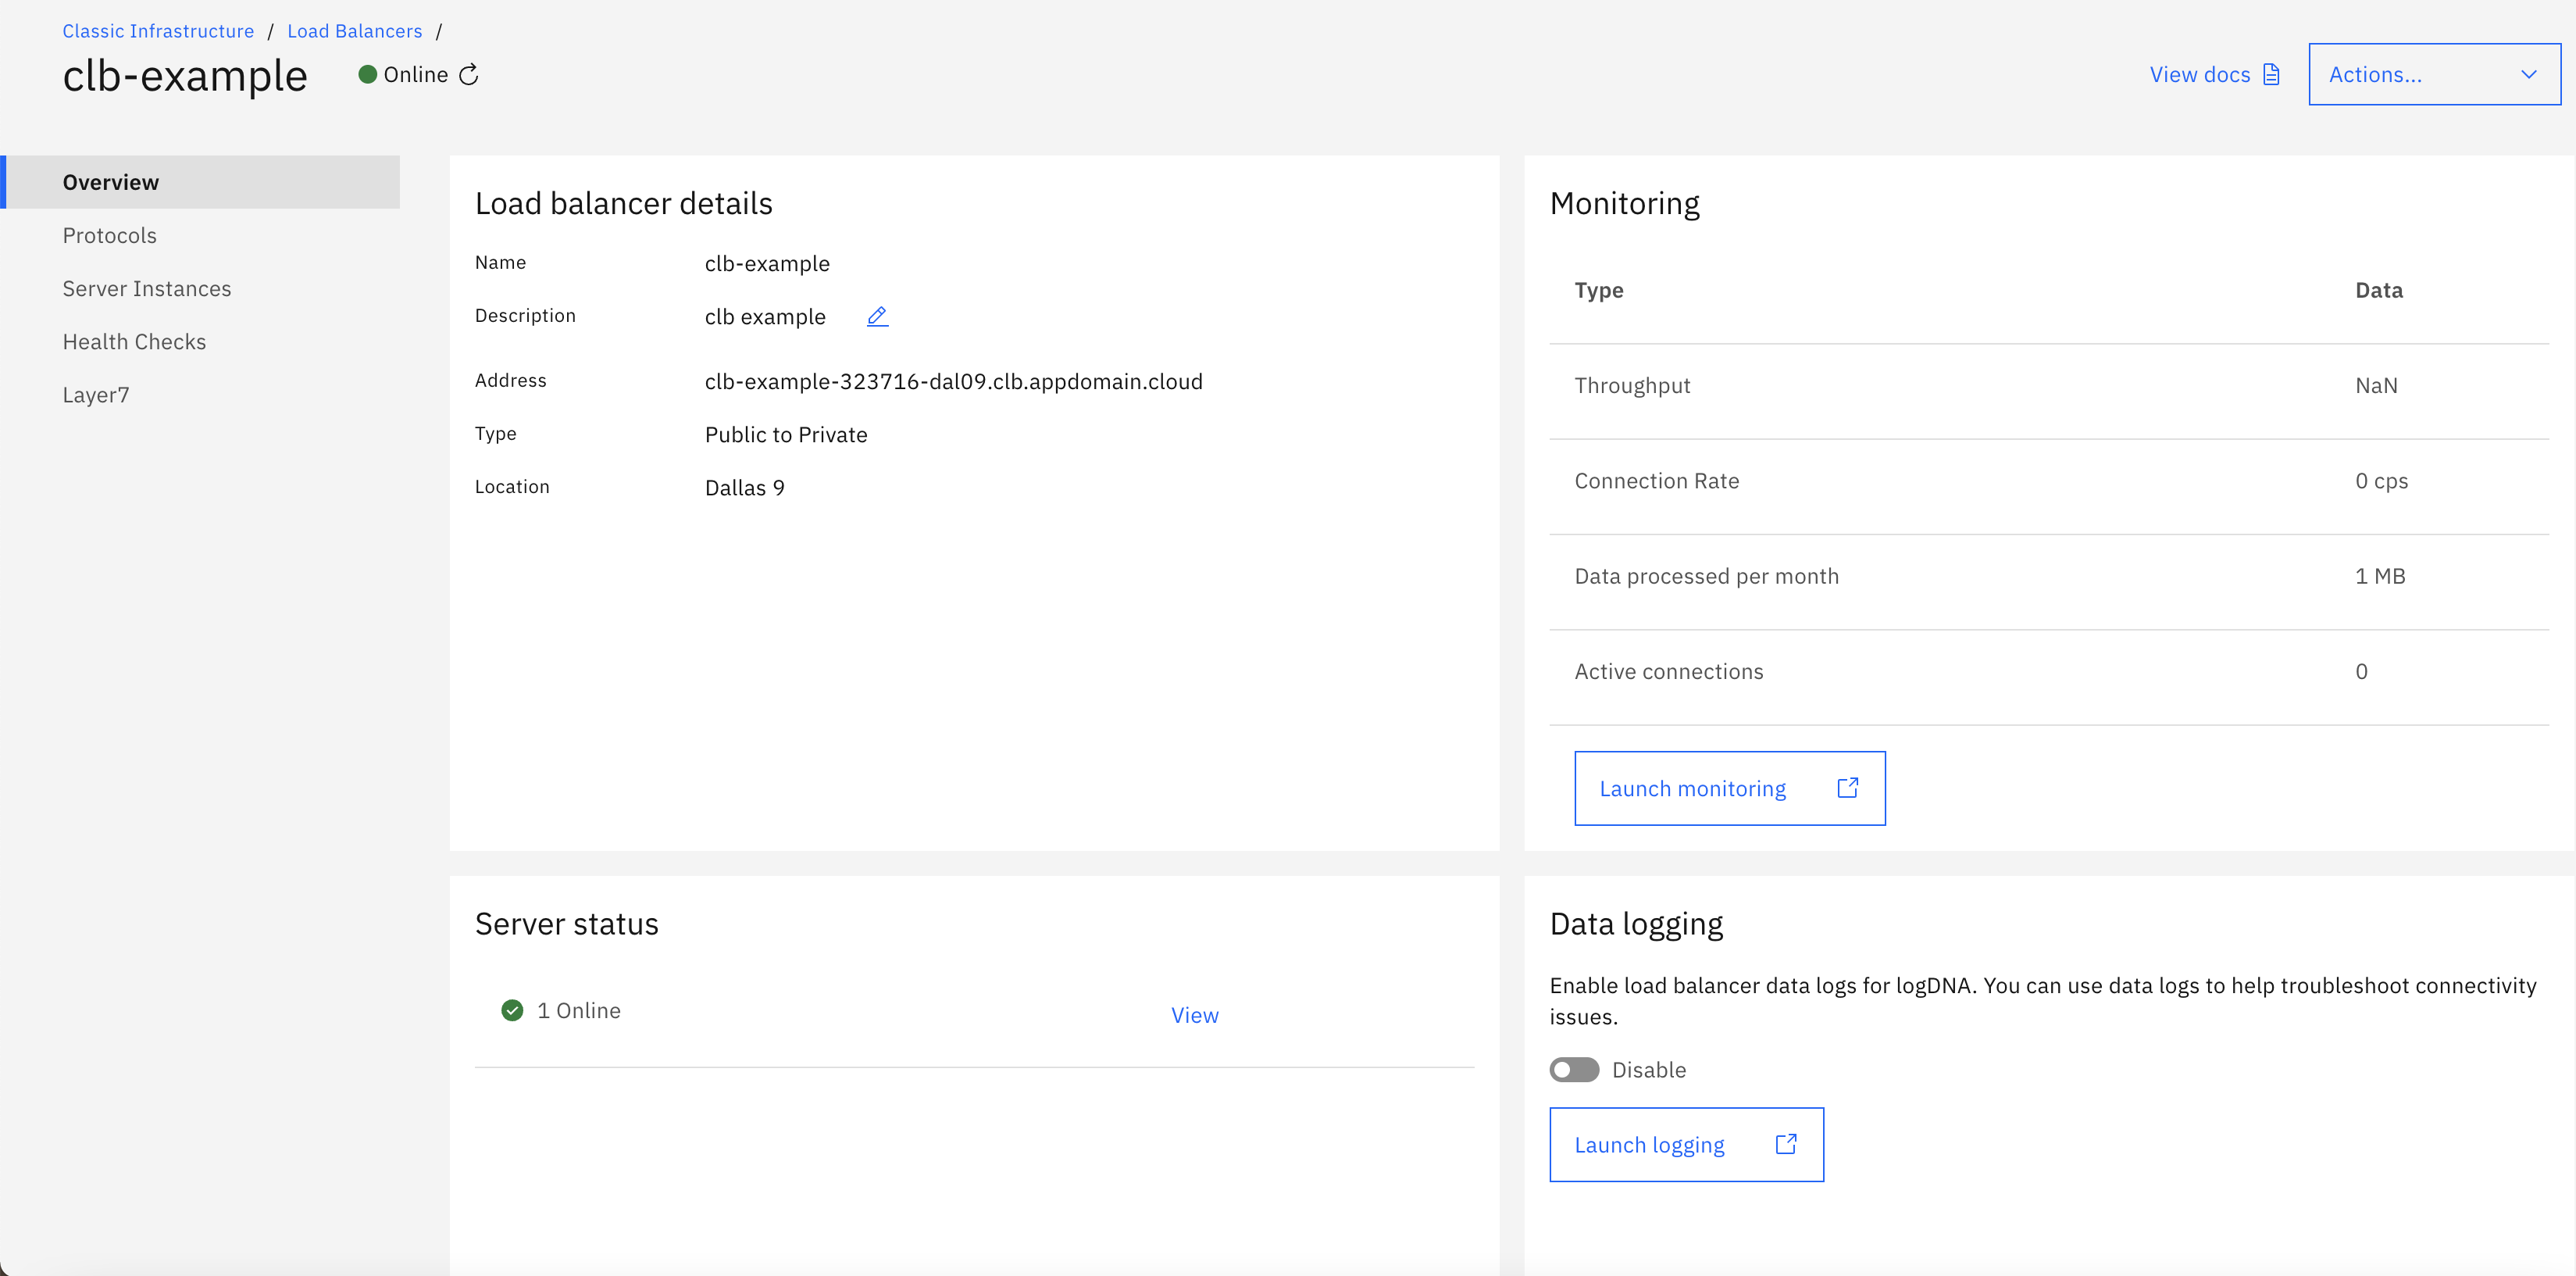 Classic Infrastructure / Load Balancers /
clb-example
Online
View docs
Actions...
Overview
Protocols
Server Instances
Health Checks
Layer7
Load balancer details
Name clb-example
Description clb example
Address clb-example-323716-dal09.clb.appdomain.cloud
Type Public to Private
Location Dallas 9
Monitoring
Type Data
Throughput NaN
Connection Rate 0 cps
Data processed per month 1 MB
Active connections 0
Launch monitoring
Server status
1 Online View
Data logging
Enable load balancer data logs for logDNA. You can use data logs to help troubleshoot connectivity
issues.
Disable
Launch logging